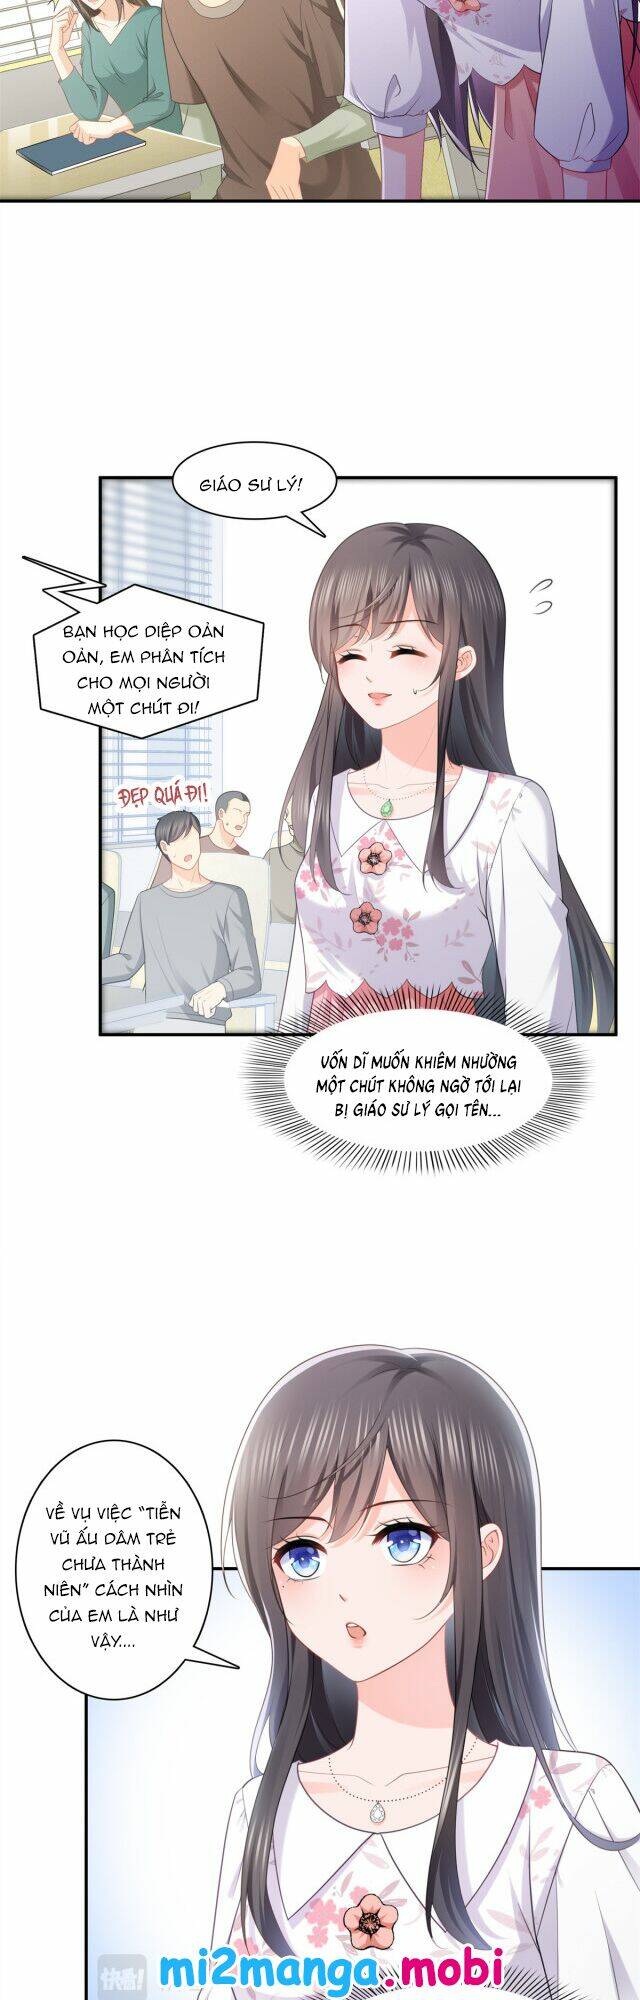 GIÁO SƯ LÝ!
BẠN HỌC DIỆP OẢN
OẢN, EM PHÂN TÍCH
CHO MỌI NGƯỜI
MỘT CHÚT ĐI!
ĐẸP QUÁ ĐI!
VỐN DĨ MUỐN KHIÊM NHƯỜNG
MỘT CHÚT KHÔNG NGỜ TỚI LẠI
BỊ GIÁO SƯ LÝ GỌI TÊN...
VỀ VỤ VIỆC "TIỄN
VŨ ẤU DÂM TRẺ
CHƯA THÀNH
NIÊN" CÁCH NHÌN
CỦA EM LÀ NHƯ
VẬY....
快看!
mi2manga.mobi